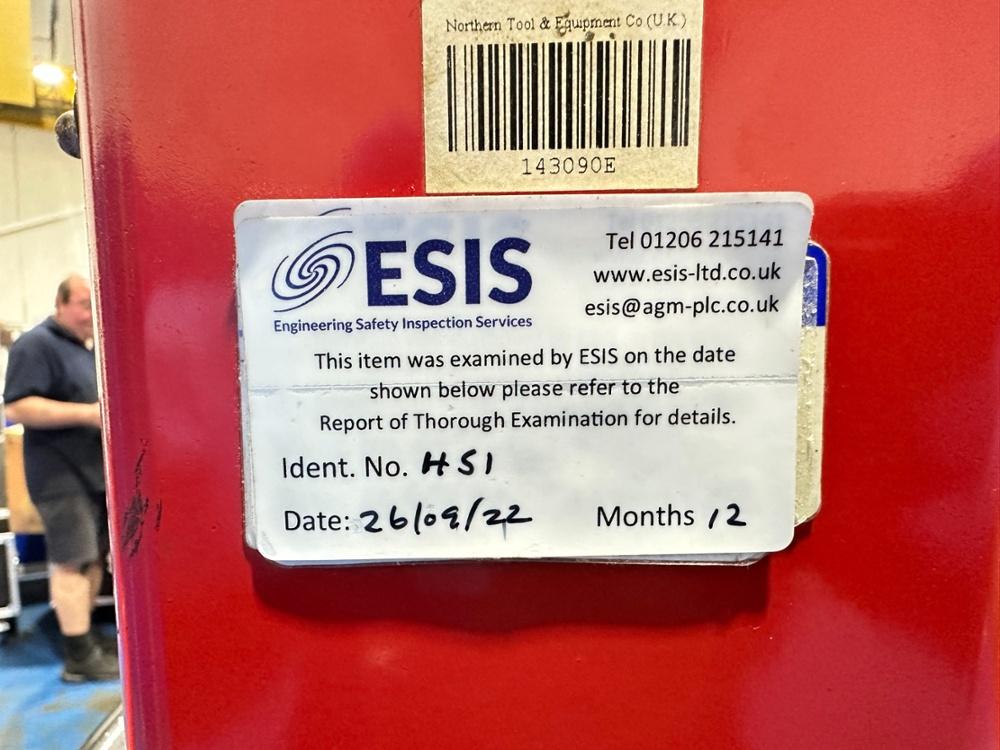 Northern Tool & Equipment Co (U.K.)
143090E
ESIS
Engineering Safety Inspection Services
Tel 01206 215141
www.esis-ltd.co.uk
esis@agm-plc.co.uk
This item was examined by ESIS on the date
shown below please refer to the
Report of Thorough Examination for details.
Ident. No. HS1
Date: 26/09/22 Months 12